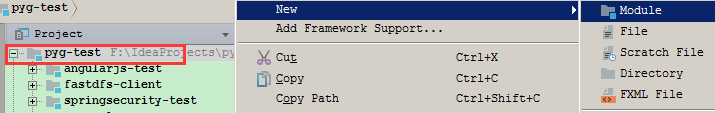 pyg-test
Project
pyg-test F:\IdeaProjects\py
angularjs-test
fastdfs-client
springsecurity-test
New
Add Framework Support...
Cut Ctrl+X
Copy Ctrl+C
Copy Path Ctrl+Shift+C
Module
File
Scratch File
Directory
FXML File